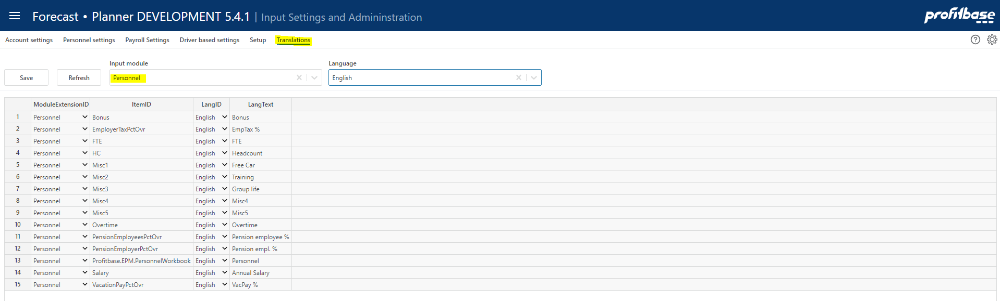 Forecast • Planner DEVELOPMENT 5.4.1 | Input Settings and Admininstration
profitbase
Account settings Personnel settings Payroll Settings Driver based settings Setup Translations
Input module Language
Save Refresh Personnel English
ModuleExtensionID ItemID LangID LangText
1 Personnel Bonus English Bonus
2 Personnel EmployerTaxPctOvr English EmpTax %
3 Personnel FTE English FTE
4 Personnel HC English Headcount
5 Personnel Misc1 English Free Car
6 Personnel Misc2 English Training
7 Personnel Misc3 English Group life
8 Personnel Misc4 English Misc4
9 Personnel Misc5 English Misc5
10 Personnel Overtime English Overtime
11 Personnel PensionEmployeesPctOvr English Pension employee %
12 Personnel PensionEmployerPctOvr English Pension empl. %
13 Personnel Profitbase.EPM.PersonnelWorkbook English Personnel
14 Personnel Salary English Annual Salary
15 Personnel VacationPayPctOvr English VacPay %